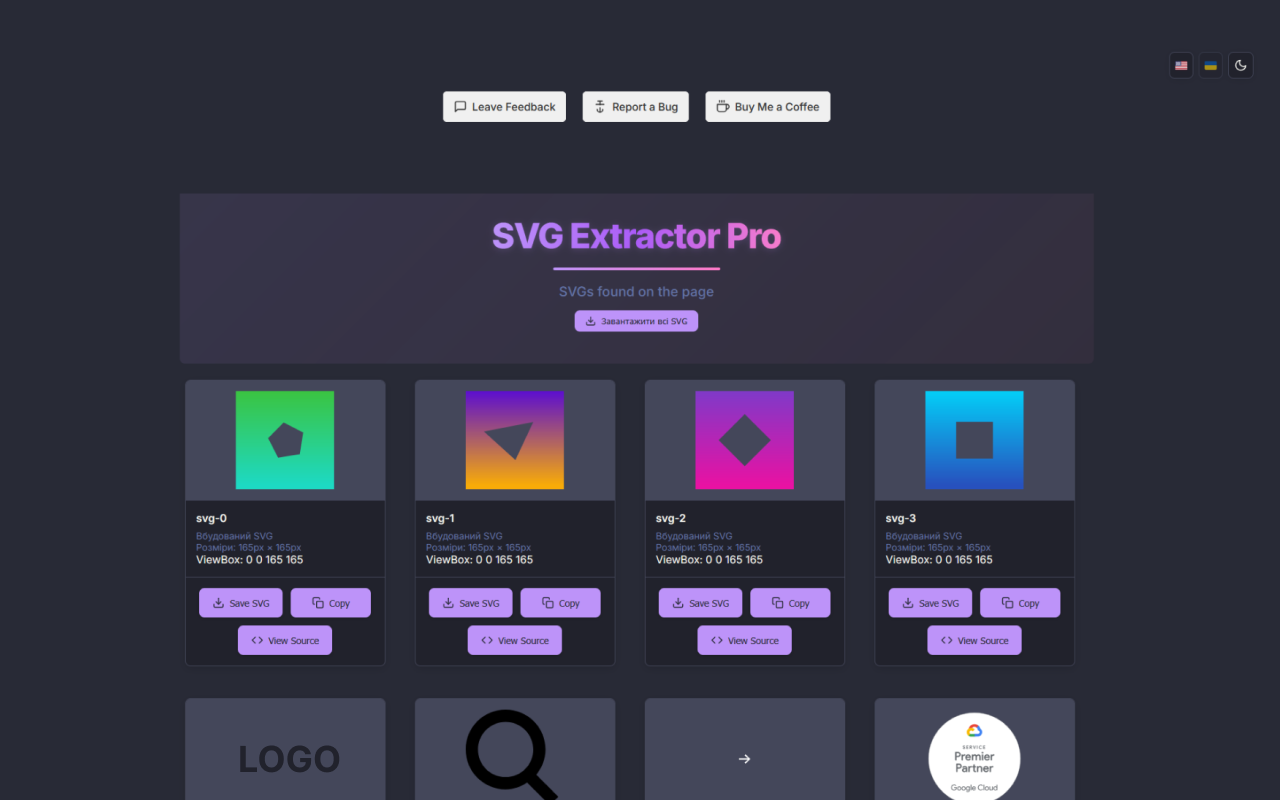 Leave Feedback
Report a Bug
Buy Me a Coffee
SVG Extractor Pro
SVGs found on the page
Завантажити всі SVG
svg-0
Вбудований SVG
Розміри: 165px × 165px
ViewBox: 0 0 165 165
Save SVG
Copy
View Source
svg-1
Вбудований SVG
Розміри: 165px × 165px
ViewBox: 0 0 165 165
Save SVG
Copy
View Source
svg-2
Вбудований SVG
Розміри: 165px × 165px
ViewBox: 0 0 165 165
Save SVG
Copy
View Source
svg-3
Вбудований SVG
Розміри: 165px × 165px
ViewBox: 0 0 165 165
Save SVG
Copy
View Source
LOGO
SERVICE
Premier
Partner
Google Cloud